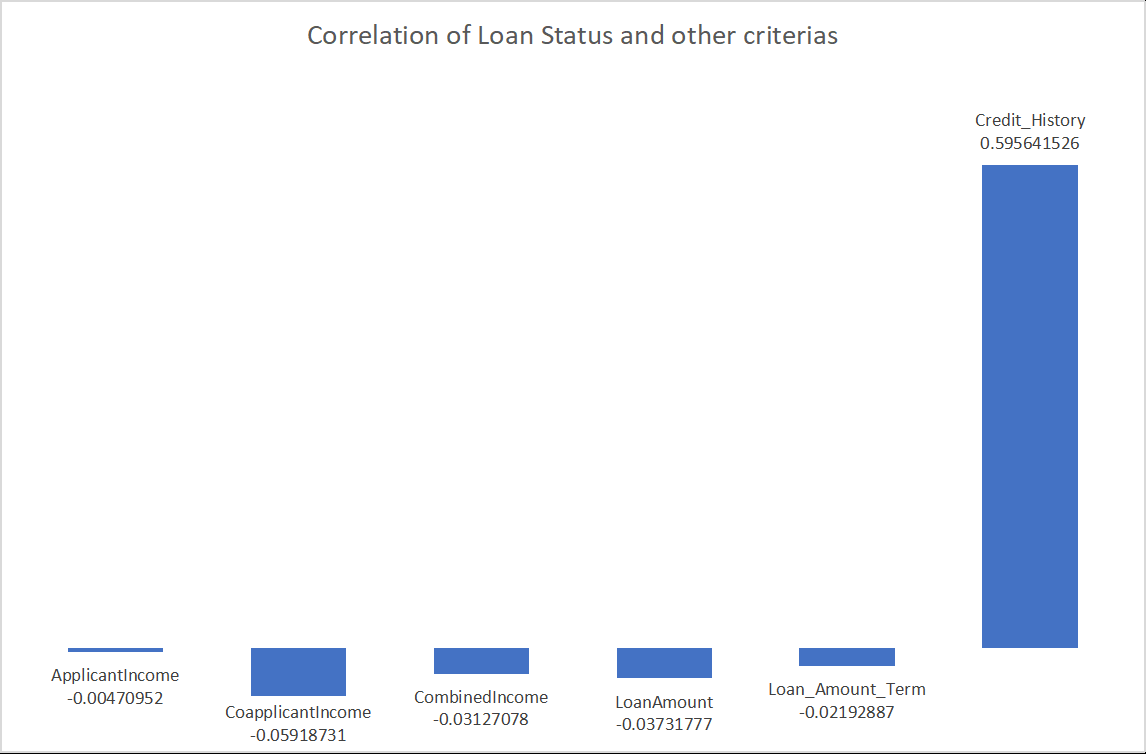 Correlation of Loan Status and other criterias
Credit_History
0.595641526
ApplicantIncome
-0.00470952
CoapplicantIncome
-0.05918731
CombinedIncome
-0.03127078
LoanAmount
-0.03731777
Loan_Amount_Term
-0.02192887